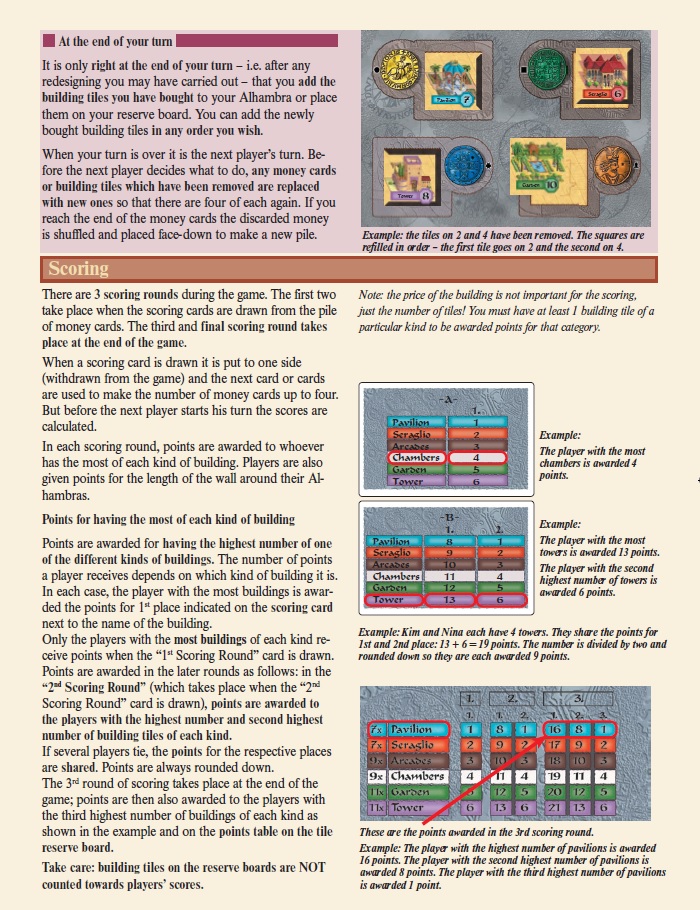 At the end of your turn
It is only right at the end of your turn – i.e. after any
redesigning you may have carried out – that you add the
building tiles you have bought to your Alhambra or place
them on your reserve board. You can add the newly
bought building tiles in any order you wish.
When your turn is over it is the next player's turn. Be-
fore the next player decides what to do, any money cards
or building tiles which have been removed are replaced
with new ones so that there are four of each again. If you
reach the end of the money cards the discarded money
is shuffled and placed face-down to make a new pile.
Pavilion 7
Seraglio 6
Tower 8
Garden 10
Example: the tiles on 2 and 4 have been removed. The squares are
refilled in order – the first tile goes on 2 and the second on 4.
Scoring
There are 3 scoring rounds during the game. The first two
take place when the scoring cards are drawn from the pile
of money cards. The third and final scoring round takes
place at the end of the game.
When a scoring card is drawn it is put to one side
(withdrawn from the game) and the next card or cards
are used to make the number of money cards up to four.
But before the next player starts his turn the scores are
calculated.
In each scoring round, points are awarded to whoever
has the most of each kind of building. Players are also
given points for the length of the wall around their Al-
hambras.
Points for having the most of each kind of building
Points are awarded for having the highest number of one
of the different kinds of buildings. The number of points
a player receives depends on which kind of building it is.
In each case, the player with the most buildings is awar-
ded the points for 1st place indicated on the scoring card
next to the name of the building.
Only the players with the most buildings of each kind re-
ceive points when the “1st Scoring Round” card is drawn.
Points are awarded in the later rounds as follows: in the
“2nd Scoring Round” (which takes place when the “2nd
Scoring Round” card is drawn), points are awarded to
the players with the highest number and second highest
number of building tiles of each kind.
If several players tie, the points for the respective places
are shared. Points are always rounded down.
The 3rd round of scoring takes place at the end of the
game; points are then also awarded to the players with
the third highest number of buildings of each kind as
shown in the example and on the points table on the tile
reserve board.
Take care: building tiles on the reserve boards are NOT
counted towards players' scores.
Note: the price of the building is not important for the scoring,
just the number of tiles! You must have at least 1 building tile of a
particular kind to be awarded points for that category.
-A-
1.
Pavilion 1
Seraglio 2
Arcades 3
Chambers 4
Garden 5
Tower 6
Example:
The player with the most
chambers is awarded 4
points.
-B-
1. 2.
Pavilion 8 1
Seraglio 9 2
Arcades 10 3
Chambers 11 4
Garden 12 5
Tower 13 6
Example:
The player with the most
towers is awarded 13 points.
The player with the second
highest number of towers is
awarded 6 points.
Example: Kim and Nina each have 4 towers. They share the points for
1st and 2nd place: 13 + 6 = 19 points. The number is divided by two and
rounded down so they are each awarded 9 points.
1. 2. 3.
1. 1. 2. 1. 2. 3.
7x Pavilion 1 8 1 16 8 1
7x Seraglio 2 9 2 17 9 2
9x Arcades 3 10 3 18 10 3
9x Chambers 4 11 4 19 11 4
11x Garden 5 12 5 20 12 5
11x Tower 6 13 6 21 13 6
These are the points awarded in the 3rd scoring round.
Example: The player with the highest number of pavilions is awarded
16 points. The player with the second highest number of pavilions is
awarded 8 points. The player with the third highest number of pavilions
is awarded 1 point.